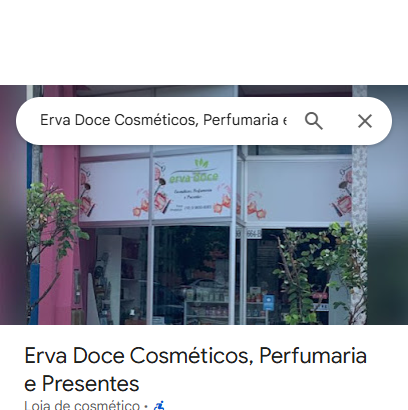 Erva Doce Cosméticos, Perfumaria e
erva doce
Cosméticos, Perfumaria
e Presentes
Erva Doce Cosméticos, Perfumaria
e Presentes
Loja de cosmético ·